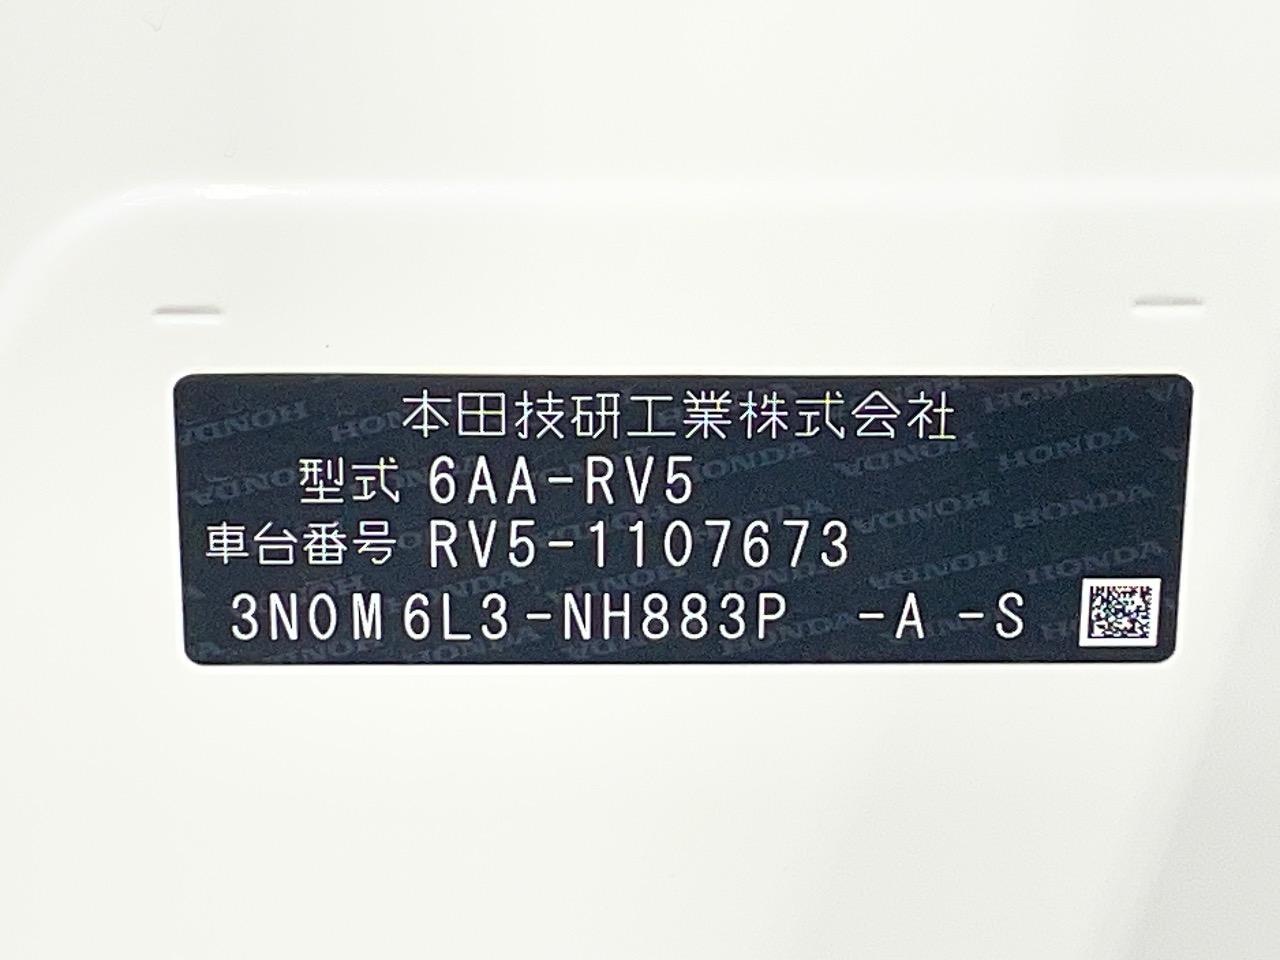 本田技研工業株式会社
型式 6AA-RV5
車台番号 RV5-1107673
3N0M6L3-NH883P -A -S